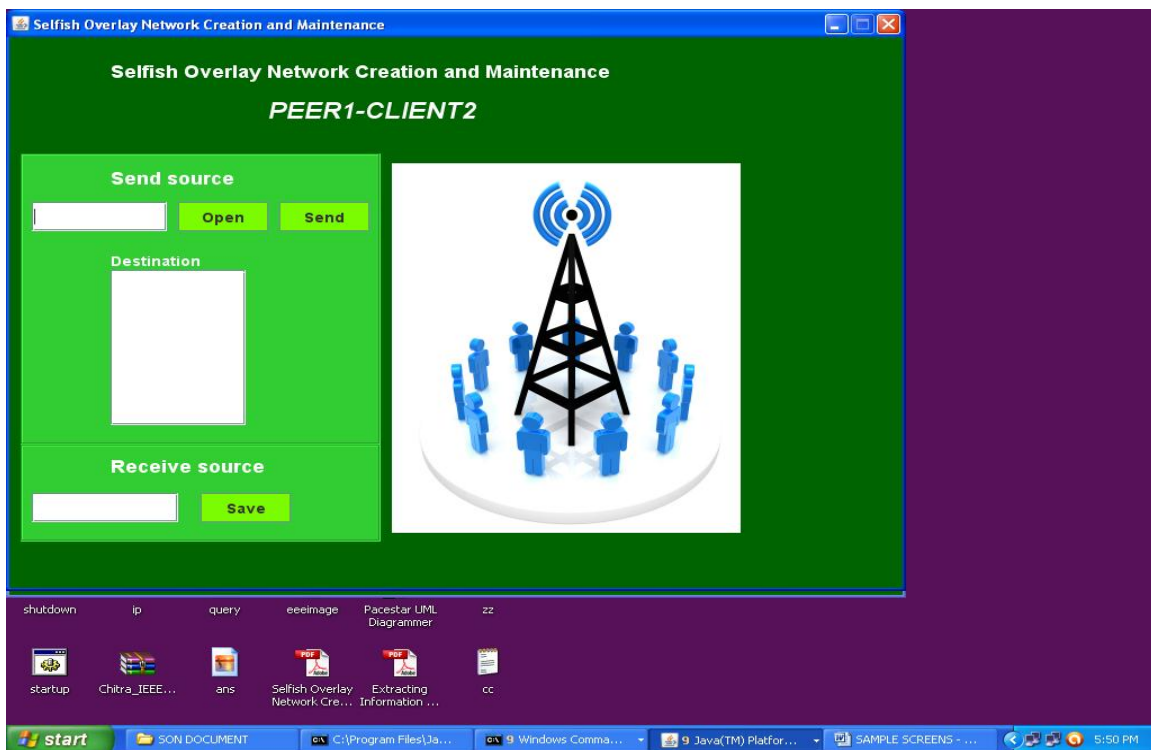 Selfish Overlay Network Creation and Maintenance
Selfish Overlay Network Creation and Maintenance
PEER1-CLIENT2
Send source
Open Send
Destination
Receive source
Save
shutdown ip query eeeimage Pacestar UML Diagrammer zz
startup Chitra_IEEE... ans Selfish Overlay Network Cre... Extracting Information ... cc
start SON DOCUMENT C:\Program Files\Ja... 9 Windows Comma... 9 Java(TM) Platfor... SAMPLE SCREENS - ... 5:50 PM